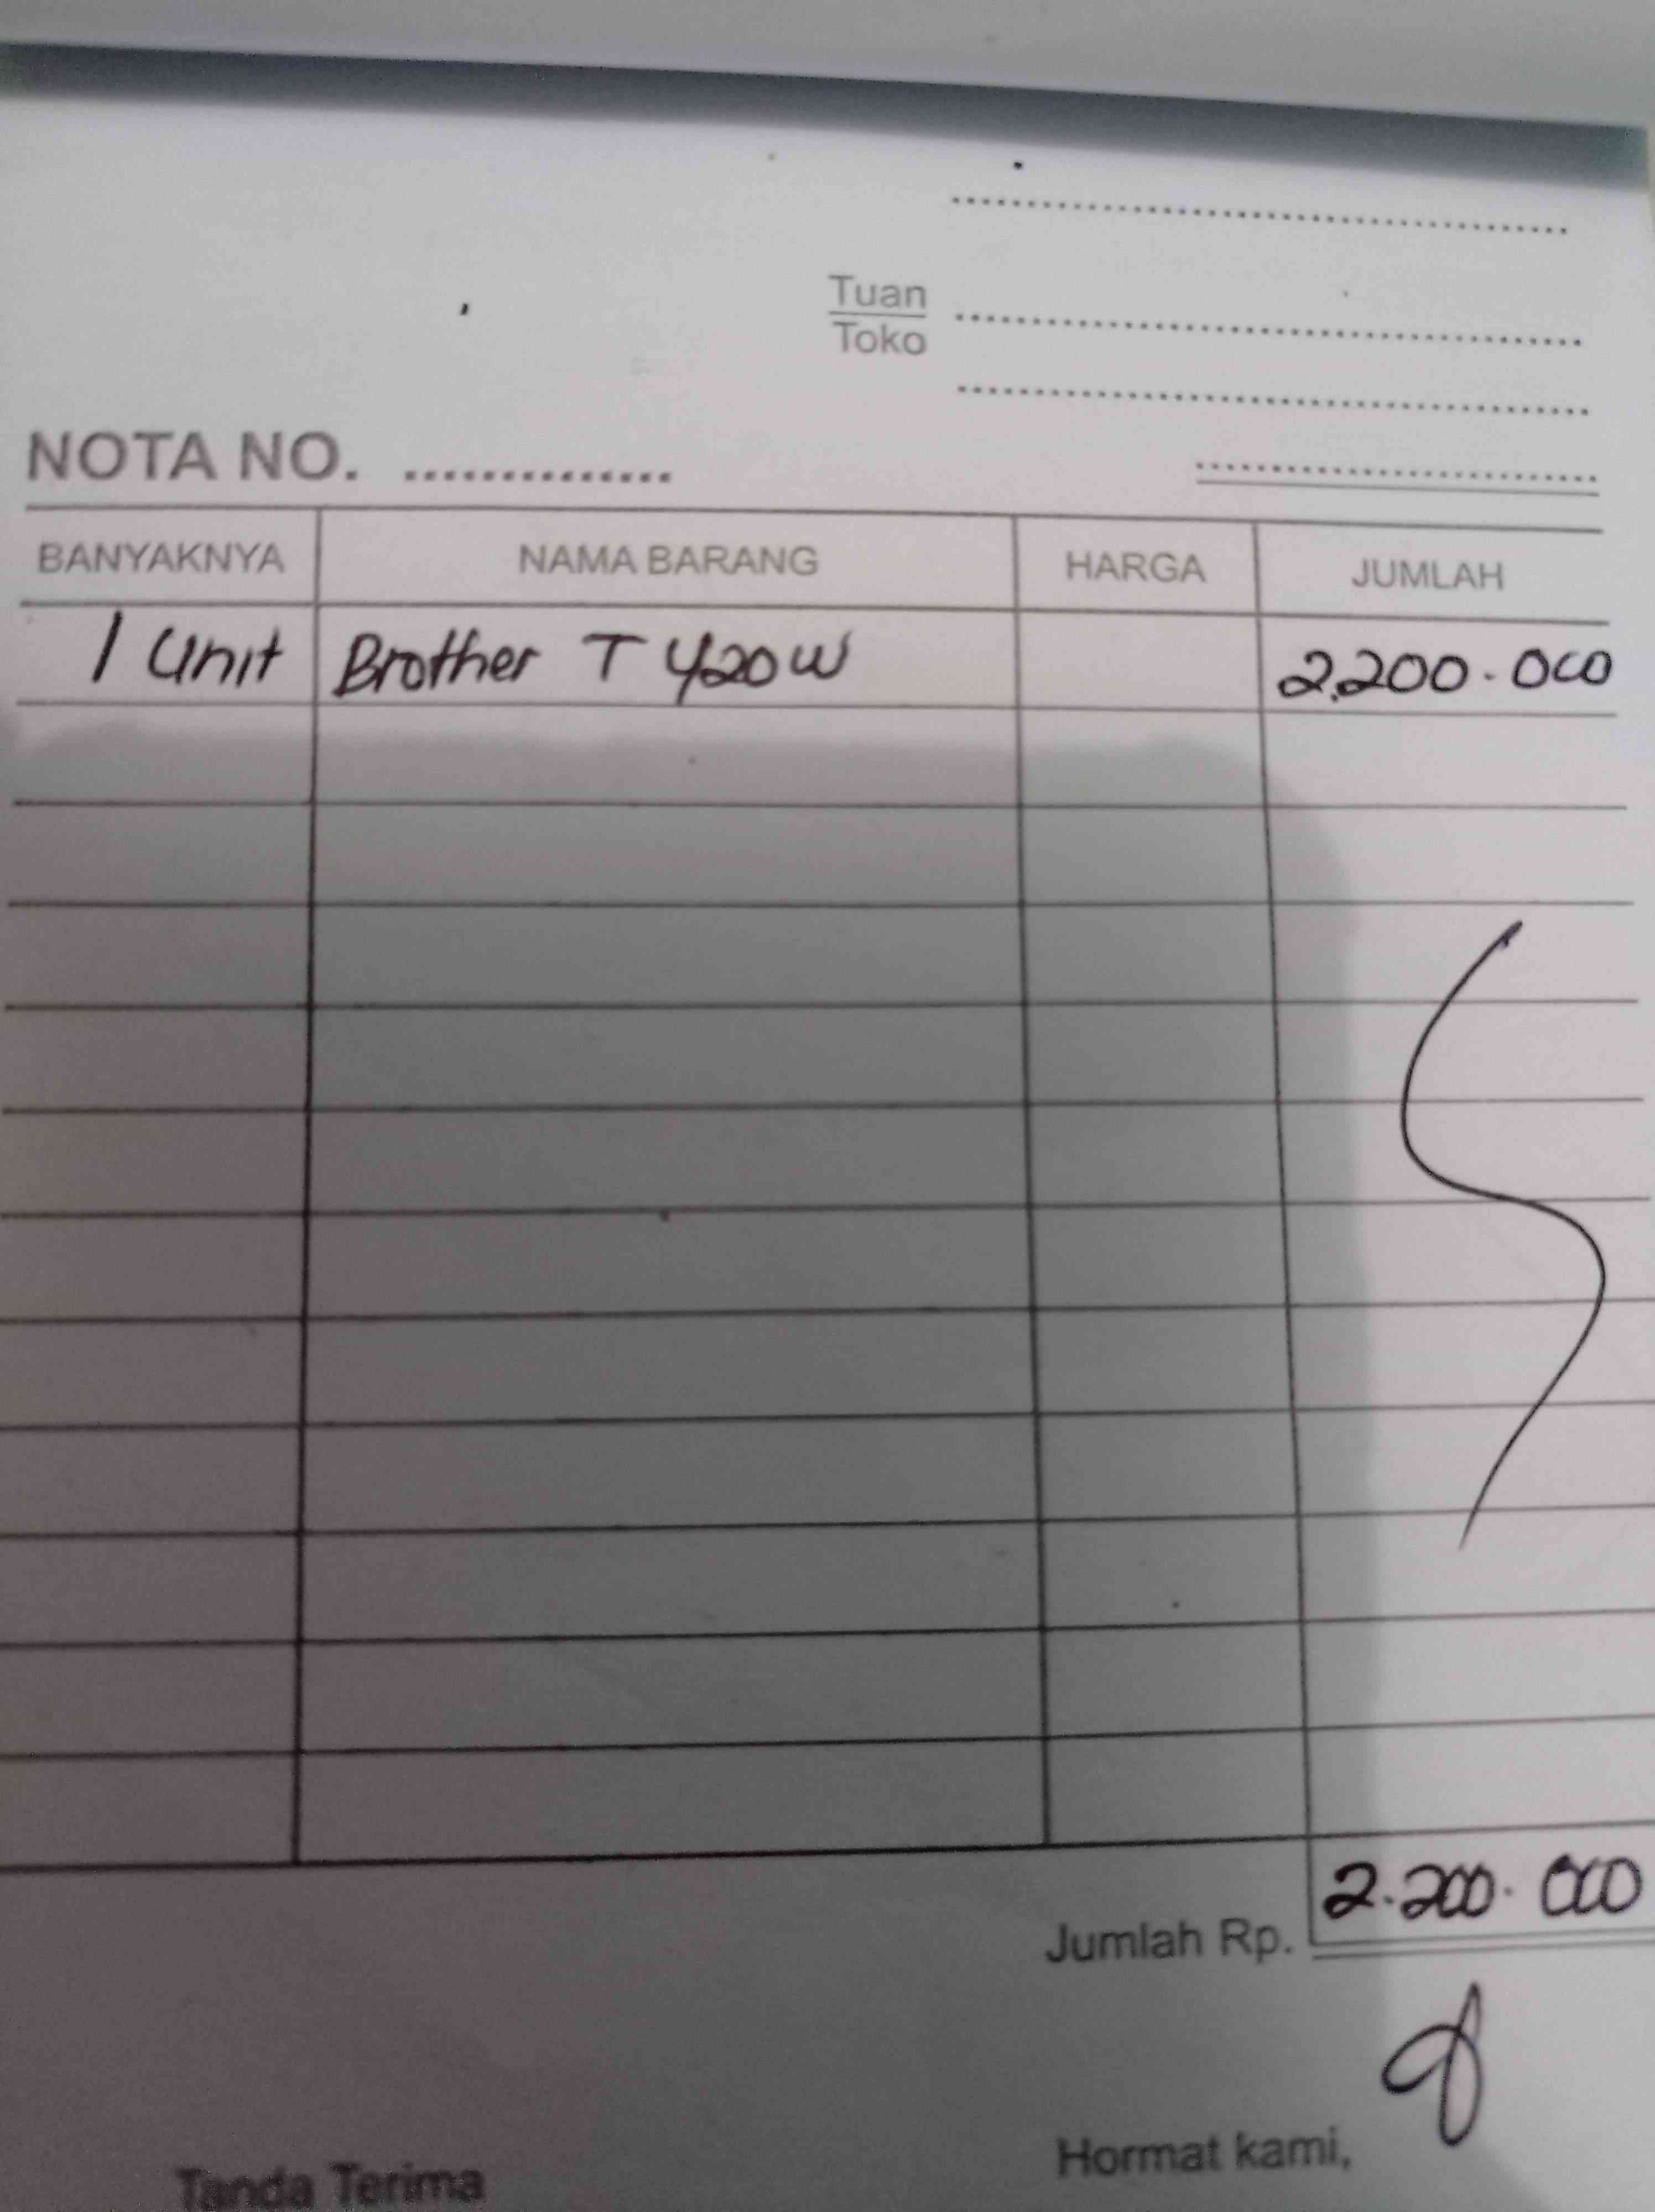 Tuan
Toko
NOTA NO. ..............
BANYAKNYA NAMA BARANG HARGA JUMLAH
1 Unit Brother T 420W 2.200.000
Jumlah Rp. 2.200.000
Tanda Terima Hormat kami,